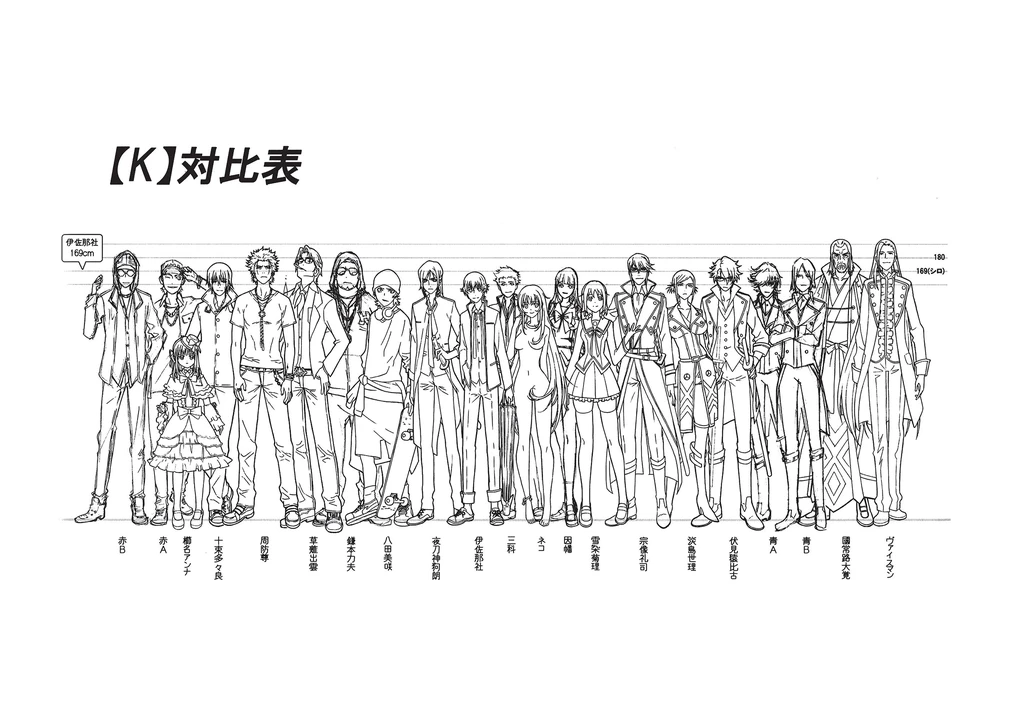 【K】対比表
伊佐那社
169cm
180
169(シロ)
赤B
赤A
櫛名アンナ
十束多々良
周防尊
草薙出雲
鎌本力夫
八田美咲
夜刀神狗朗
伊佐那社
三科
ネコ
因幡
雪染菊理
宗像礼司
淡島世理
伏見猿比古
青A
青B
國常路大覚
ヴァイスマン